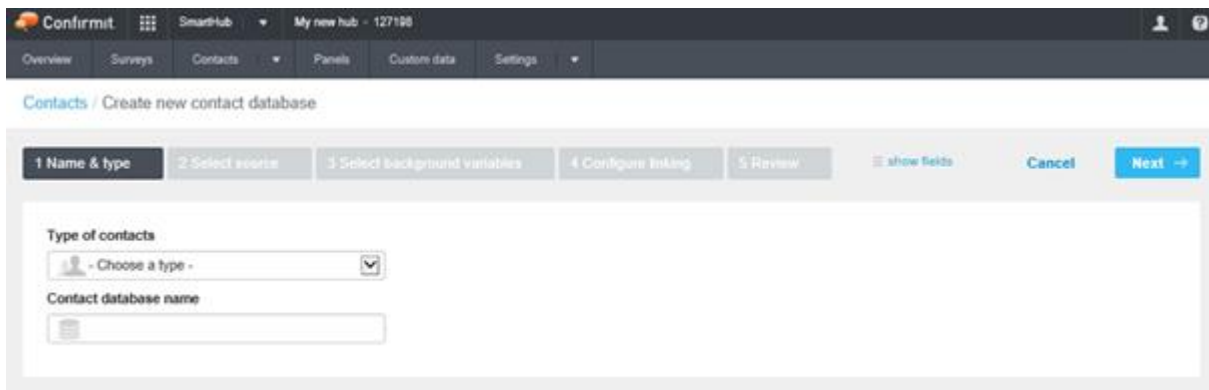 Confirmit SmartHub My new hub - 127198
Overview Surveys Contacts Panels Custom data Settings
Contacts / Create new contact database
1 Name & type 2 Select source 3 Select background variables 4 Configure linking 5 Review show fields Cancel Next →
Type of contacts
- Choose a type -
Contact database name